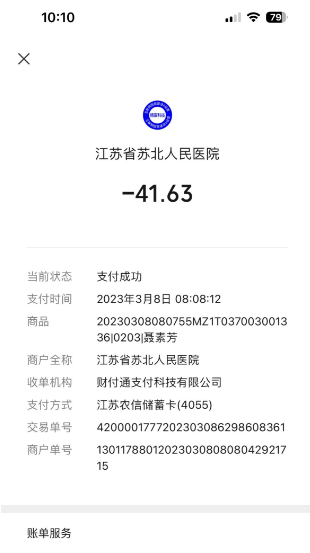 10:10
79
江苏省苏北人民医院
-41.63
当前状态 支付成功
支付时间 2023年3月8日 08:08:12
商品 20230308080755MZ1T0370030013
36|0203|聂素芳
商户全称 江苏省苏北人民医院
收单机构 财付通支付科技有限公司
支付方式 江苏农信储蓄卡(4055)
交易单号 4200001777202303086298608361
商户单号 13011788012023030808080429217
15
账单服务